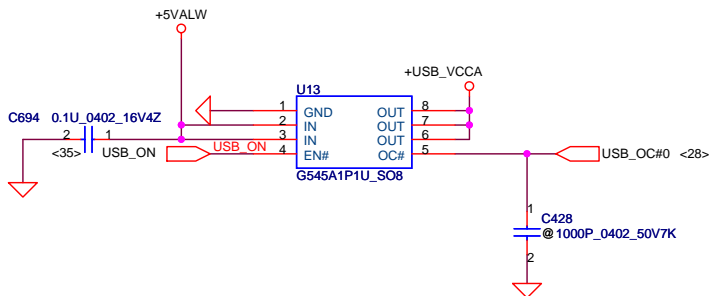 +5VALW
U13
+USB_VCCA
C694 0.1U_0402_16V4Z
1 GND OUT 8
2 IN OUT 7
2 1 3 IN OUT 6
<35> USB_ON USB_ON 4 EN# OC# 5 USB_OC#0 <28>
G545A1P1U_SO8
1
C428
@ 1000P_0402_50V7K
2